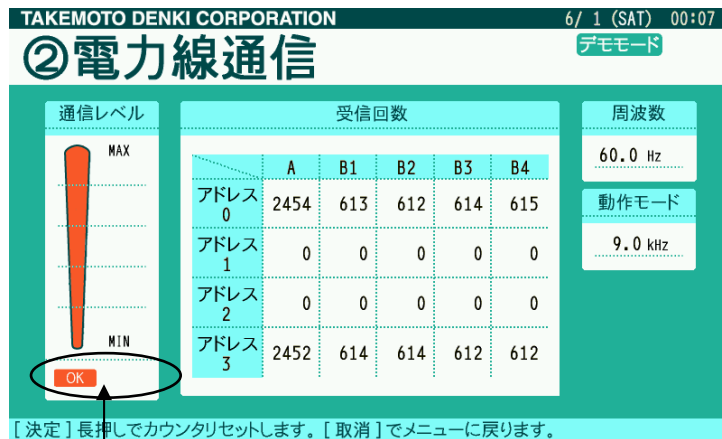 TAKEMOTO DENKI CORPORATION 6/ 1 (SAT) 00:07
②電力線通信 デモモード
通信レベル
MAX
MIN
OK
受信回数
A B1 B2 B3 B4
アドレス0 2454 613 612 614 615
アドレス1 0 0 0 0 0
アドレス2 0 0 0 0 0
アドレス3 2452 614 614 612 612
周波数
60.0 Hz
動作モード
9.0 kHz
[決定]長押しでカウンタリセットします。[取消]でメニューに戻ります。